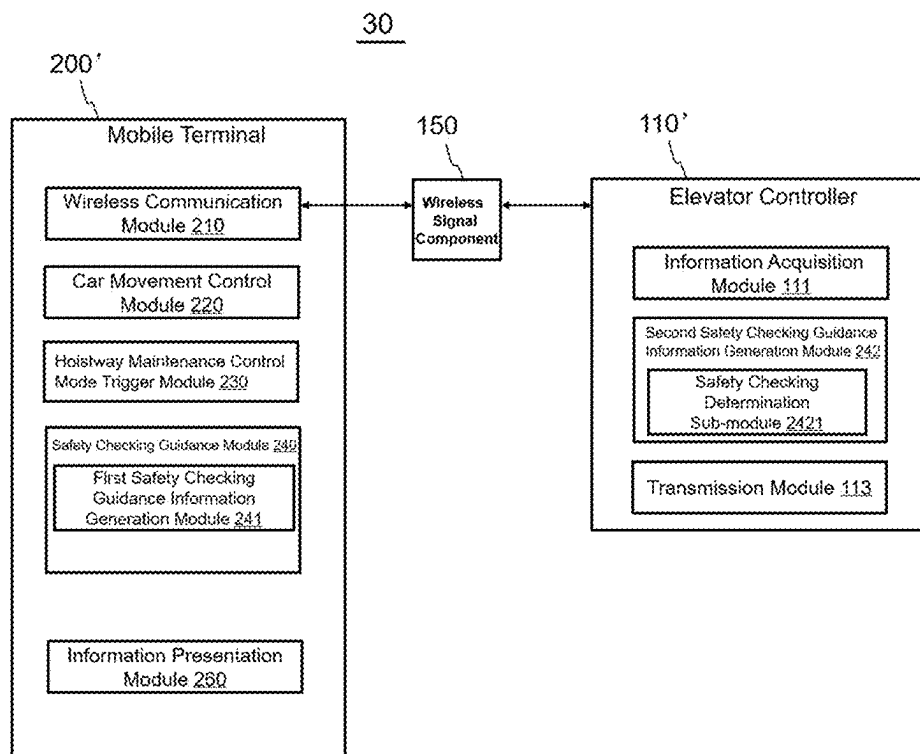 30
200'
Mobile Terminal
Wireless Communication
Module 210
Car Movement Control
Module 220
Hoistway Maintenance Control
Mode Trigger Module 230
Safety Checking Guidance Module 240
First Safety Checking
Guidance Information
Generation Module 241
Information Presentation
Module 260
150
Wireless
Signal
Component
110'
Elevator Controller
Information Acquisition
Module 111
Second Safety Checking Guidance
Information Generation Module 242
Safety Checking
Determination
Sub-module 2421
Transmission Module 113